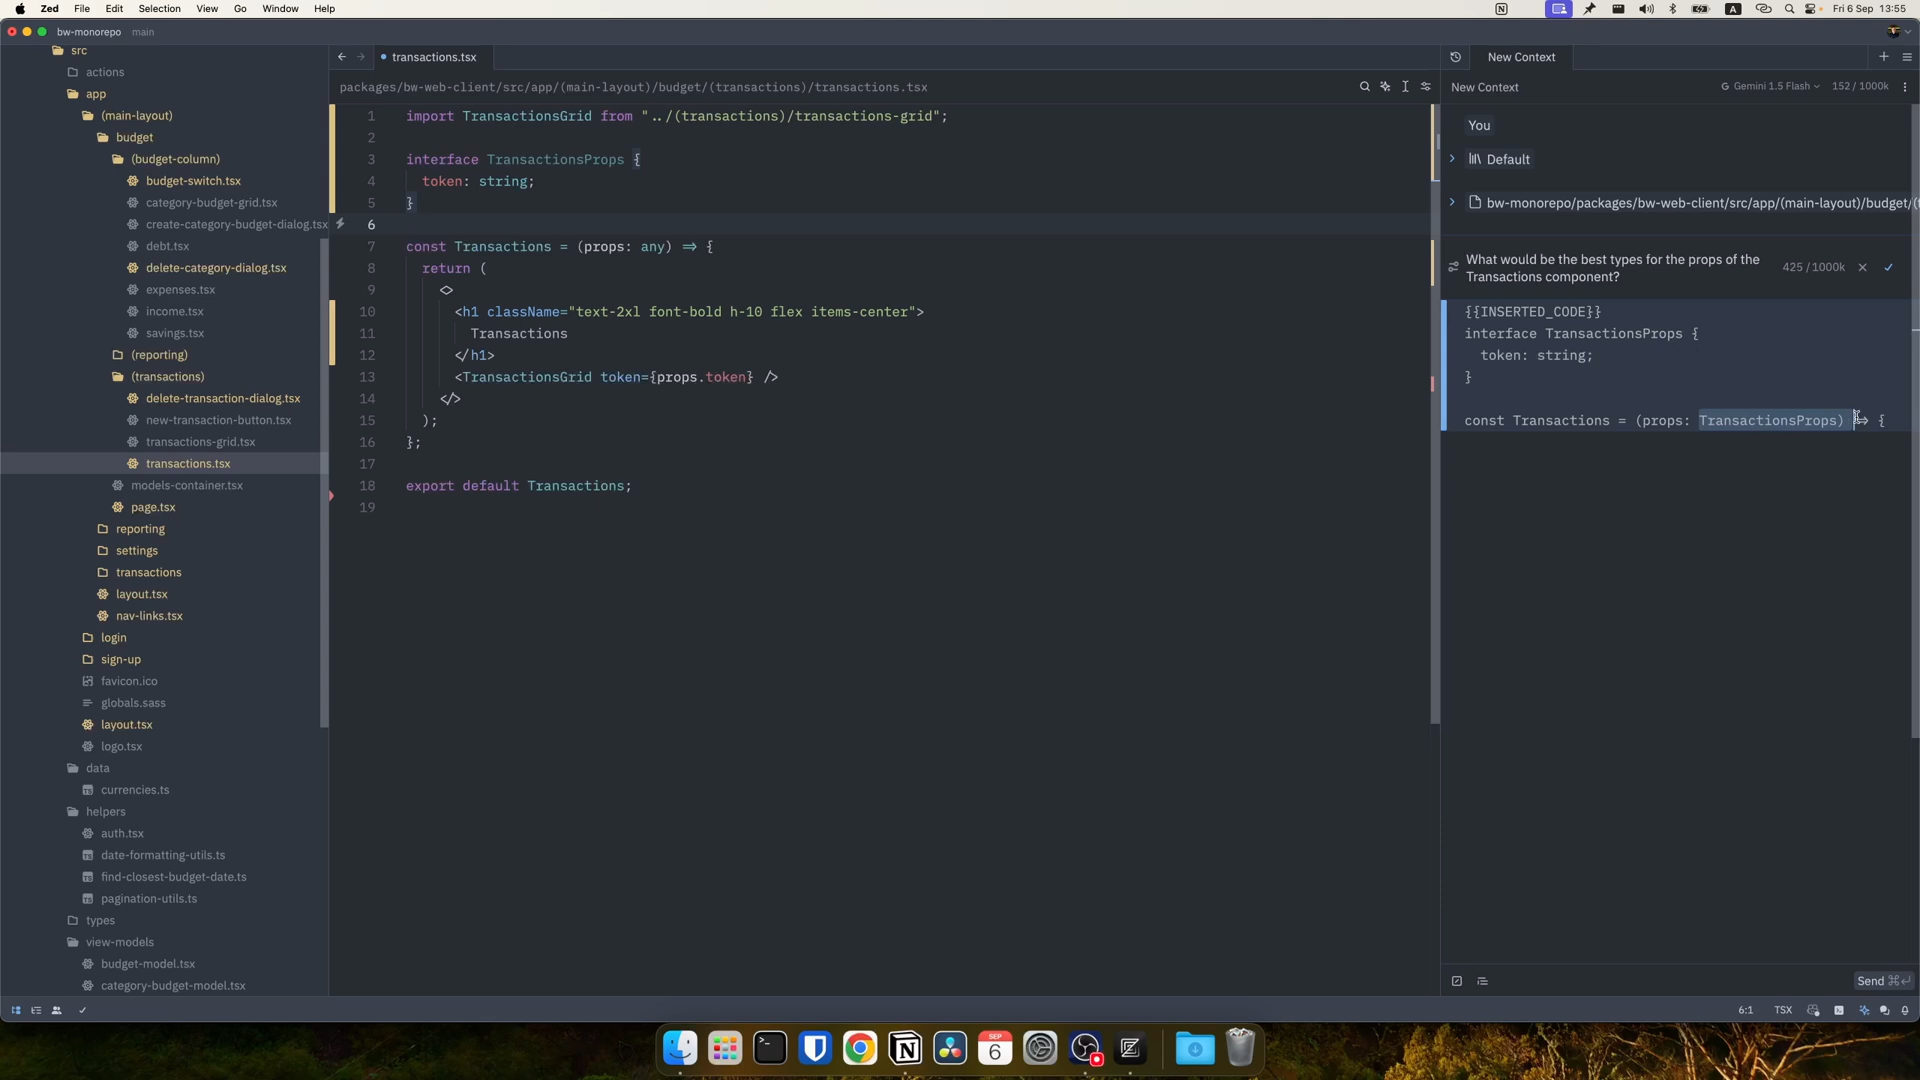 Zed File Edit Selection View Go Window Help
A Fri 6 Sep 13:55
bw-monorepo main
src
actions
app
(main-layout)
budget
(budget-column)
budget-switch.tsx
category-budget-grid.tsx
create-category-budget-dialog.tsx
debt.tsx
delete-category-dialog.tsx
expenses.tsx
income.tsx
savings.tsx
(reporting)
(transactions)
delete-transaction-dialog.tsx
new-transaction-button.tsx
transactions-grid.tsx
transactions.tsx
models-container.tsx
page.tsx
reporting
settings
transactions
layout.tsx
nav-links.tsx
login
sign-up
favicon.ico
globals.sass
layout.tsx
logo.tsx
data
currencies.ts
helpers
auth.tsx
date-formatting-utils.ts
find-closest-budget-date.ts
pagination-utils.ts
types
view-models
budget-model.tsx
category-budget-model.tsx
transactions.tsx
packages/bw-web-client/src/app/(main-layout)/budget/(transactions)/transactions.tsx
1 import TransactionsGrid from "../(transactions)/transactions-grid";
2
3 interface TransactionsProps {
4 token: string;
5 }
6
7 const Transactions = (props: any) => {
8 return (
9 <>
10 <h1 className="text-2xl font-bold h-10 flex items-center">
11 Transactions
12 </h1>
13 <TransactionsGrid token={props.token} />
14 </>
15 );
16 };
17
18 export default Transactions;
19
New Context
New Context G Gemini 1.5 Flash 152 / 1000k
You
Default
bw-monorepo/packages/bw-web-client/src/app/(main-layout)/budget/(t
What would be the best types for the props of the
Transactions component?
425 / 1000k
{{INSERTED_CODE}}
interface TransactionsProps {
token: string;
}
const Transactions = (props: TransactionsProps) => {
Send ⌘↵
6:1 TSX
SEP
6